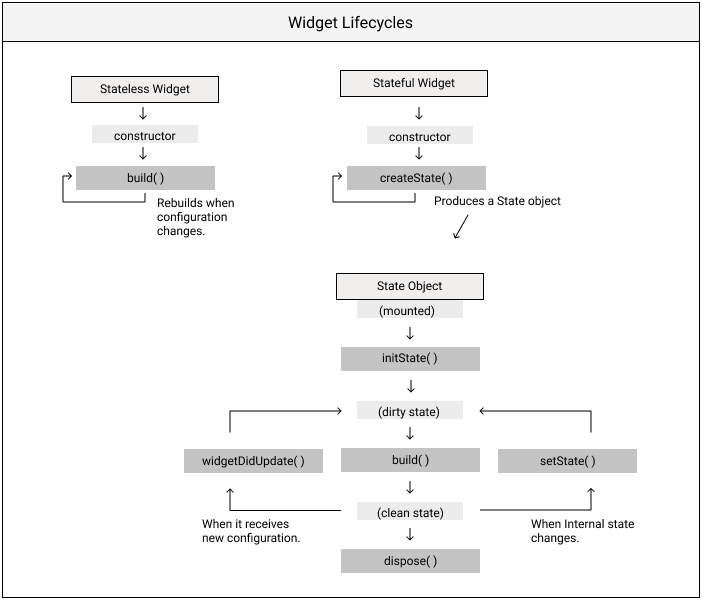 Widget Lifecycles
Stateless Widget
constructor
build( )
Rebuilds when
configuration
changes.
Stateful Widget
constructor
createState( )
Produces a State object
State Object
(mounted)
initState( )
(dirty state)
widgetDidUpdate( )
build( )
setState( )
(clean state)
When it receives
new configuration.
When Internal state
changes.
dispose( )